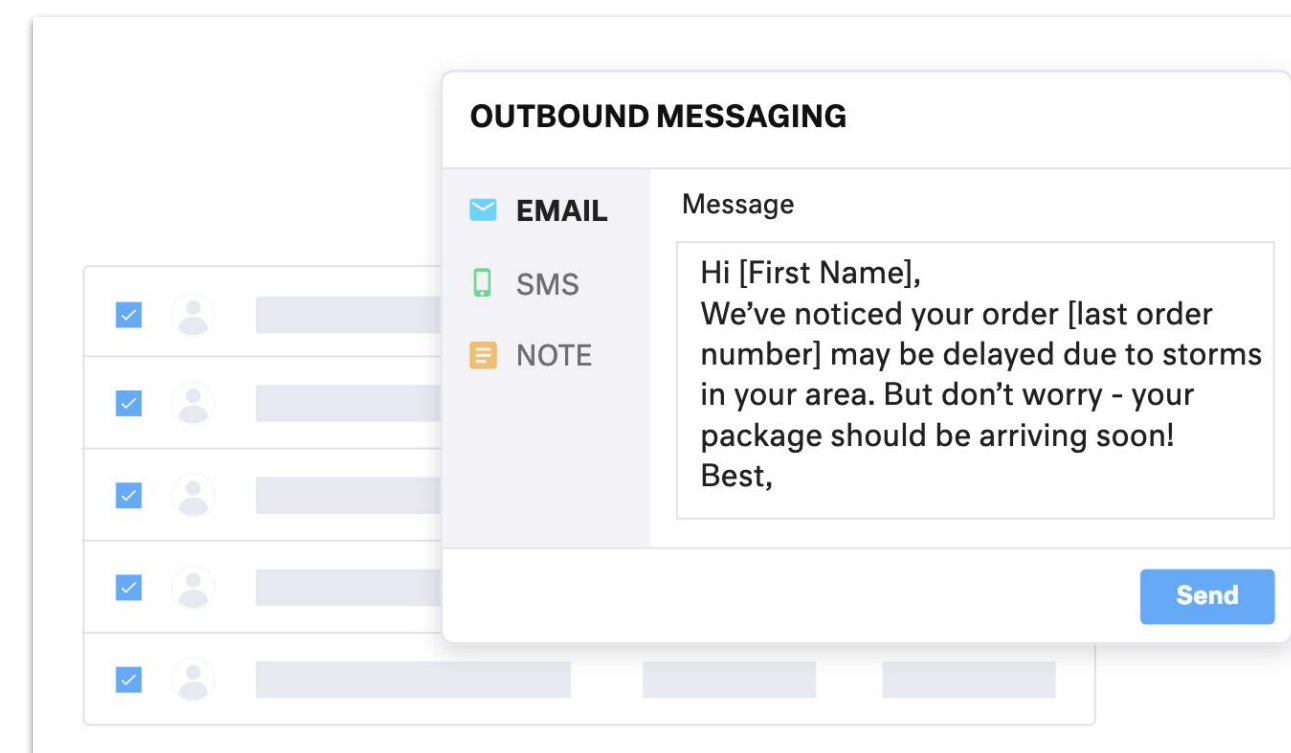 OUTBOUND MESSAGING
EMAIL
SMS
NOTE
Message
Hi [First Name],
We’ve noticed your order [last order
number] may be delayed due to storms
in your area. But don’t worry - your
package should be arriving soon!
Best,
Send